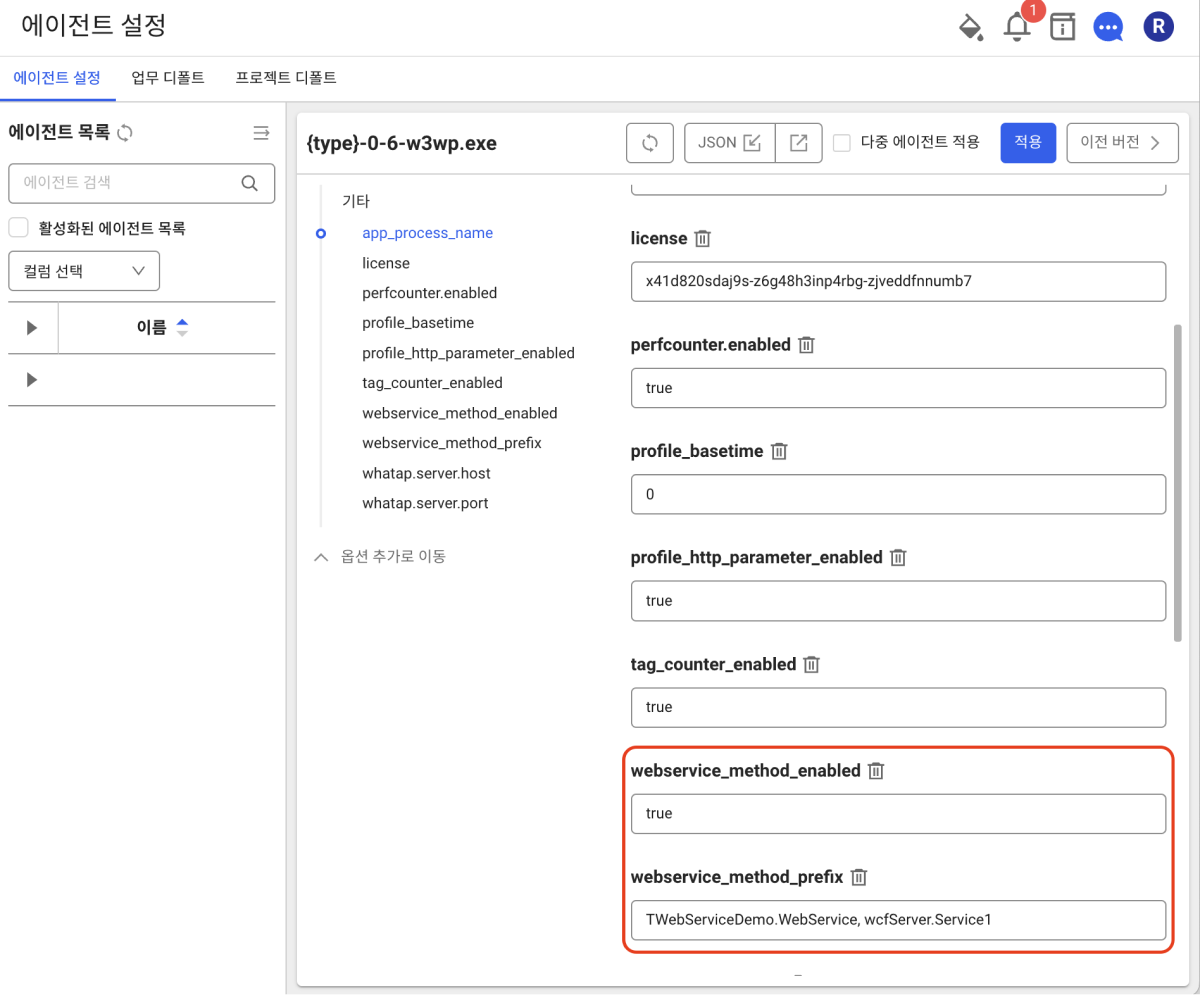 에이전트 설정
1
R
에이전트 설정 업무 디폴트 프로젝트 디폴트
에이전트 목록
에이전트 검색
활성화된 에이전트 목록
컬럼 선택
이름
{type}-0-6-w3wp.exe
JSON
다중 에이전트 적용
적용
이전 버전
기타
app_process_name
license
perfcounter.enabled
profile_basetime
profile_http_parameter_enabled
tag_counter_enabled
webservice_method_enabled
webservice_method_prefix
whatap.server.host
whatap.server.port
옵션 추가로 이동
license
x41d820sdaj9s-z6g48h3inp4rbg-zjveddfnnumb7
perfcounter.enabled
true
profile_basetime
0
profile_http_parameter_enabled
true
tag_counter_enabled
true
webservice_method_enabled
true
webservice_method_prefix
TWebServiceDemo.WebService, wcfServer.Service1